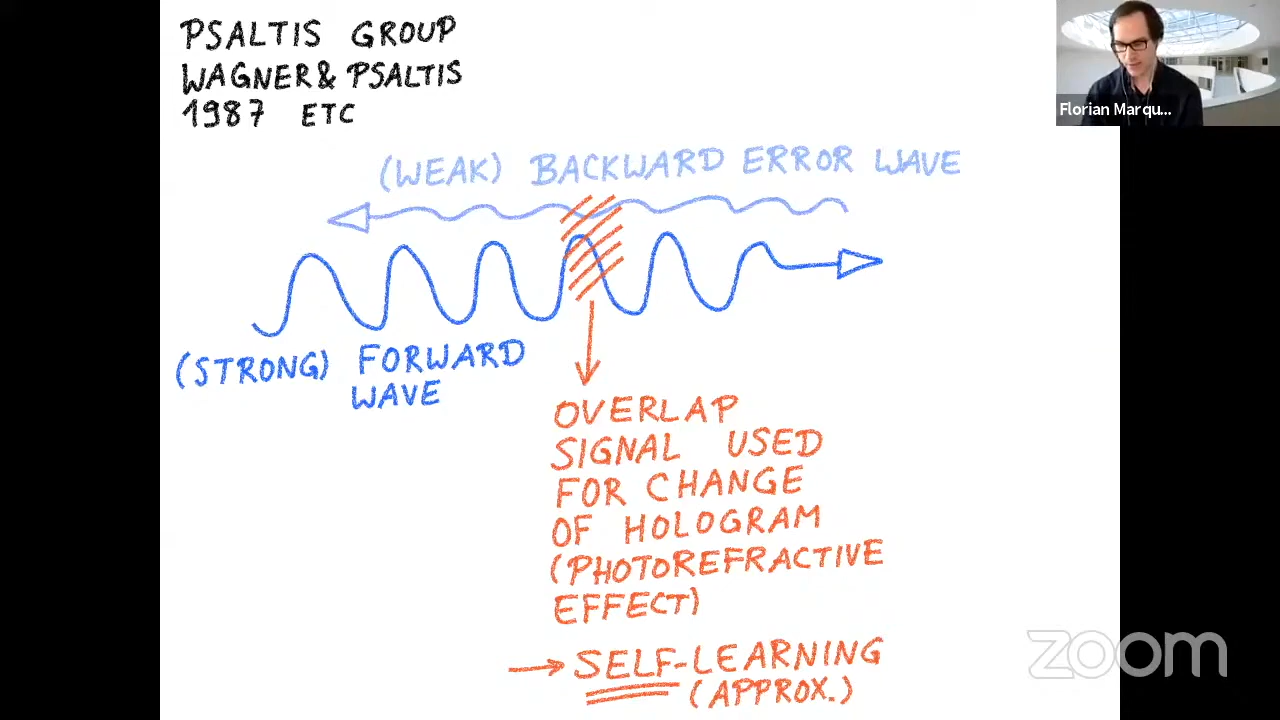 PSALTIS GROUP
WAGNER & PSALTIS
1987 ETC
Florian Marqu...
(WEAK) BACKWARD ERROR WAVE
(STRONG) FORWARD
WAVE
OVERLAP
SIGNAL USED
FOR CHANGE
OF HOLOGRAM
(PHOTOREFRACTIVE
EFFECT)
→ SELF-LEARNING
(APPROX.)
zoom